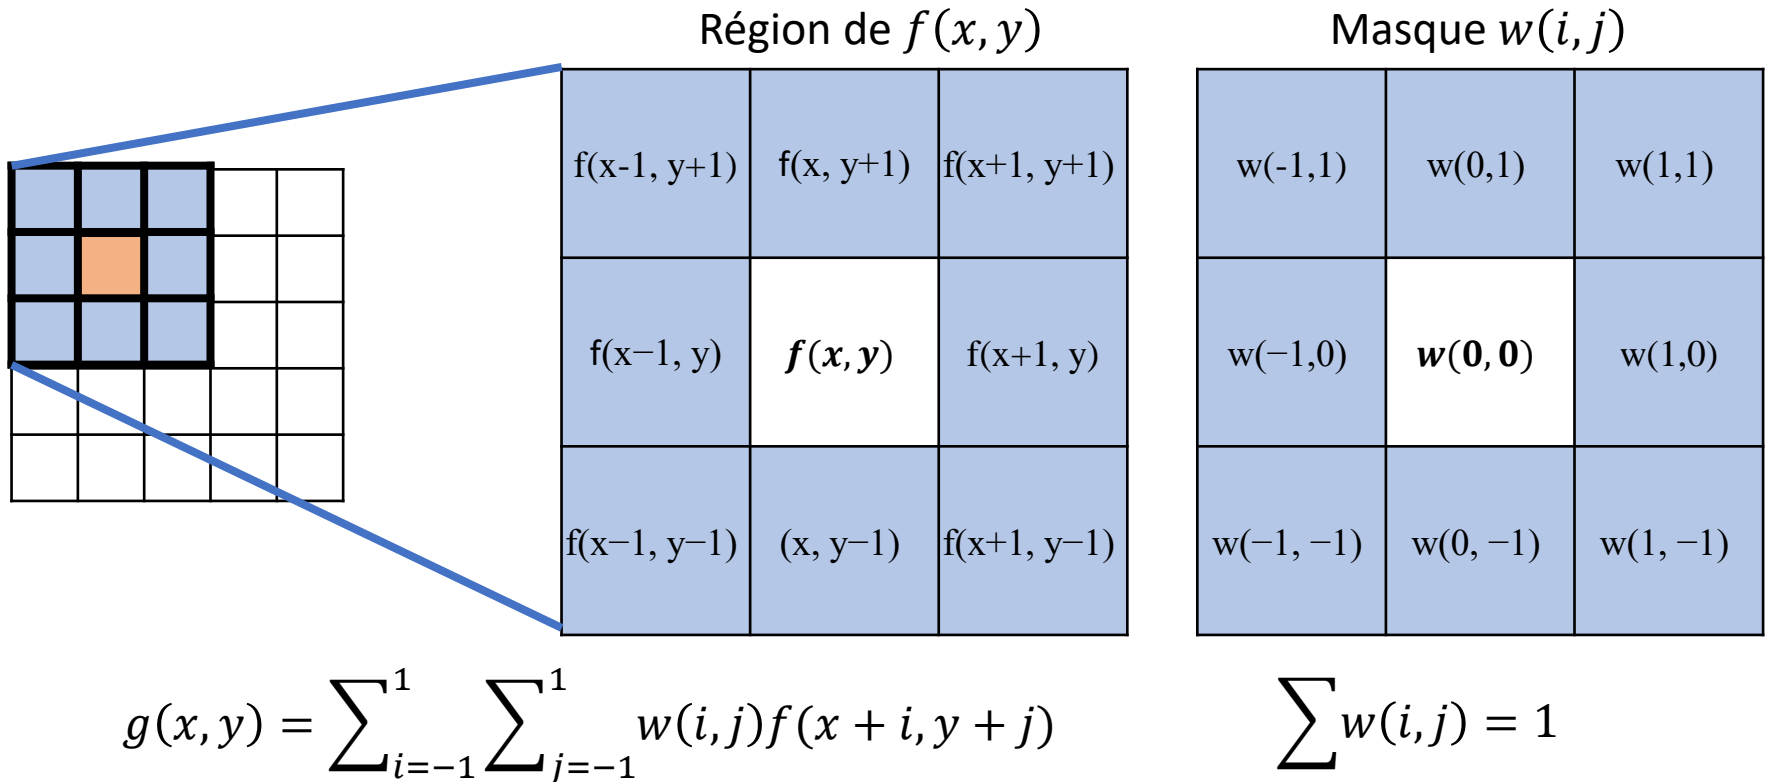 Région de f(x, y)
Masque w(i, j)
f(x-1, y+1) f(x, y+1) f(x+1, y+1)
w(-1,1) w(0,1) w(1,1)
f(x−1, y) f(x, y) f(x+1, y)
w(−1,0) w(0, 0) w(1,0)
f(x−1, y−1) (x, y−1) f(x+1, y−1)
w(−1, −1) w(0, −1) w(1, −1)
g(x, y) = ∑_{i=−1}^{1} ∑_{j=−1}^{1} w(i, j)f(x + i, y + j)
∑ w(i, j) = 1